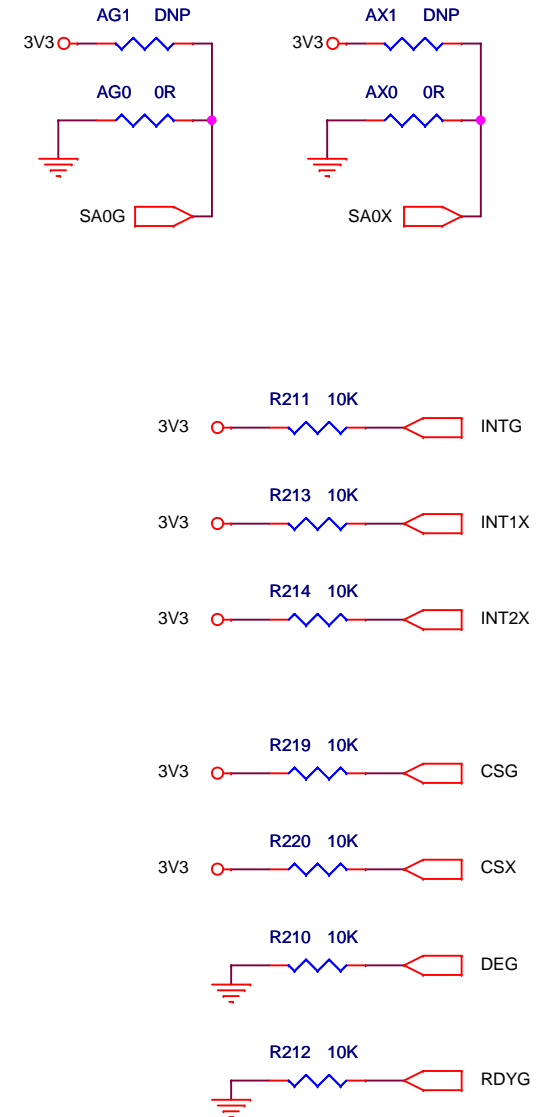 AG1 DNP AX1 DNP
3V3 3V3
AG0 0R AX0 0R
SA0G SA0X
R211 10K
3V3 INTG
R213 10K
3V3 INT1X
R214 10K
3V3 INT2X
R219 10K
3V3 CSG
R220 10K
3V3 CSX
R210 10K
DEG
R212 10K
RDYG